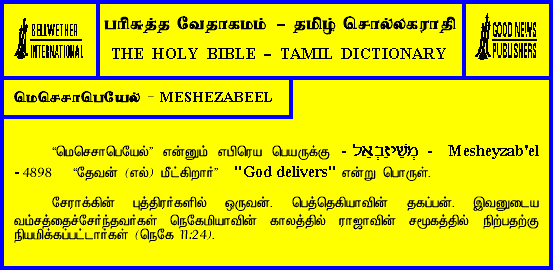 BELLWETHER
INTERNATIONAL
பரிசுத்த வேதாகமம் – தமிழ் சொல்லகராதி
THE HOLY BIBLE – TAMIL DICTIONARY
GOOD NEWS
PUBLISHERS
மெசெசாபெயேல் – MESHEZABEEL
“மெசெசாபெயேல்” என்னும் எபிரெய பெயருக்கு - מְשֵׁיזַבְאֵל - Mesheyzab'el
- 4898 “தேவன் (எல்) மீட்கிறார்” "God delivers" என்று பொருள்.
சேராக்கின் புத்திரர்களில் ஒருவன். பெத்தெகியாவின் தகப்பன். இவனுடைய
வம்சத்தைச்சேர்ந்தவர்கள் நெகேமியாவின் காலத்தில் ராஜாவின் சமூகத்தில் நிற்பதற்கு
நியமிக்கப்பட்டார்கள் (நெகே 11:24).